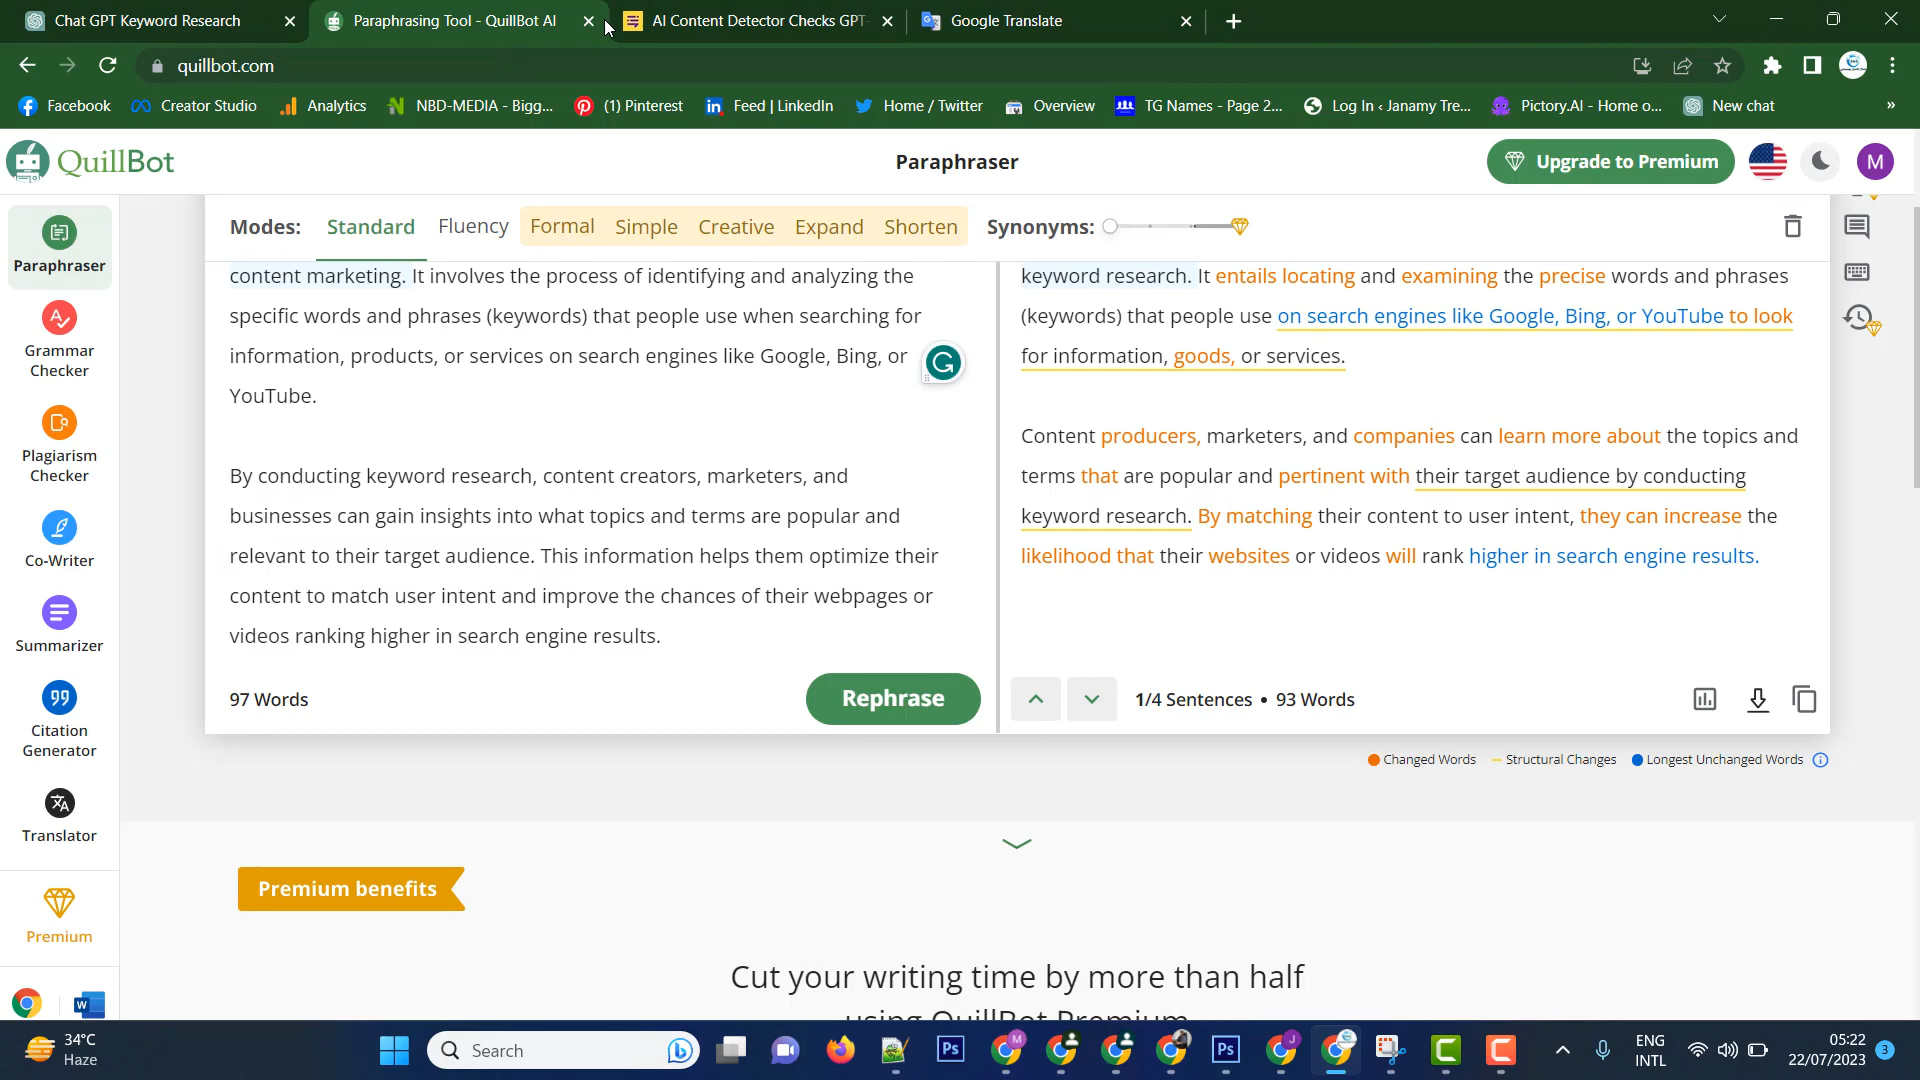 Chat GPT Keyword Research
Paraphrasing Tool - QuillBot AI
AI Content Detector Checks GPT-
Google Translate
quillbot.com
Facebook
Creator Studio
Analytics
NBD-MEDIA - Bigg...
(1) Pinterest
Feed | LinkedIn
Home / Twitter
Overview
TG Names - Page 2...
Log In ‹ Janamy Tre...
Pictory.AI - Home o...
New chat
»
QuillBot
Paraphraser
Upgrade to Premium
M
Paraphraser
Grammar
Checker
Plagiarism
Checker
Co-Writer
Summarizer
Citation
Generator
Translator
Premium
Modes:
Standard
Fluency
Formal
Simple
Creative
Expand
Shorten
Synonyms:
content marketing. It involves the process of identifying and analyzing the
specific words and phrases (keywords) that people use when searching for
information, products, or services on search engines like Google, Bing, or
YouTube.
By conducting keyword research, content creators, marketers, and
businesses can gain insights into what topics and terms are popular and
relevant to their target audience. This information helps them optimize their
content to match user intent and improve the chances of their webpages or
videos ranking higher in search engine results.
97 Words
Rephrase
keyword research. It entails locating and examining the precise words and phrases
(keywords) that people use on search engines like Google, Bing, or YouTube to look
for information, goods, or services.
Content producers, marketers, and companies can learn more about the topics and
terms that are popular and pertinent with their target audience by conducting
keyword research. By matching their content to user intent, they can increase the
likelihood that their websites or videos will rank higher in search engine results.
1/4 Sentences • 93 Words
Changed Words
Structural Changes
Longest Unchanged Words
Premium benefits
Cut your writing time by more than half
using QuillBot Premium
34°C
Haze
Search
ENG
INTL
05:22
22/07/2023
3